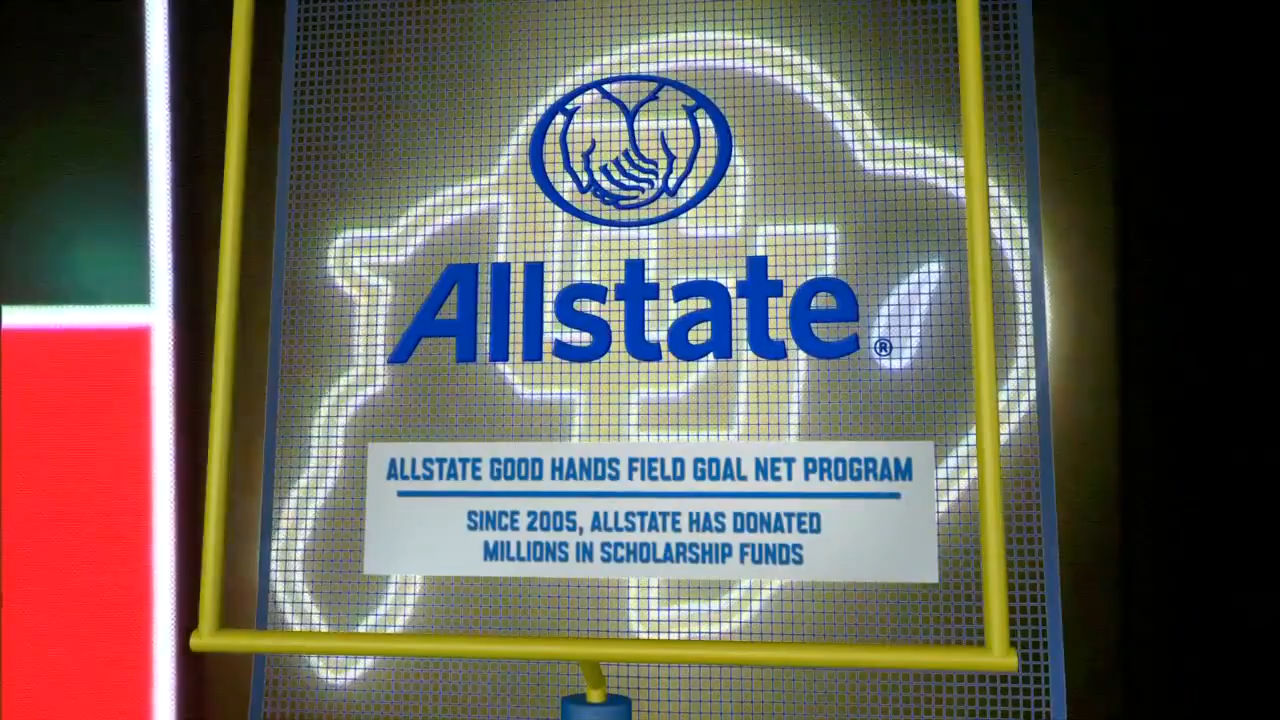 Allstate®
ALLSTATE GOOD HANDS FIELD GOAL NET PROGRAM
SINCE 2005, ALLSTATE HAS DONATED
MILLIONS IN SCHOLARSHIP FUNDS